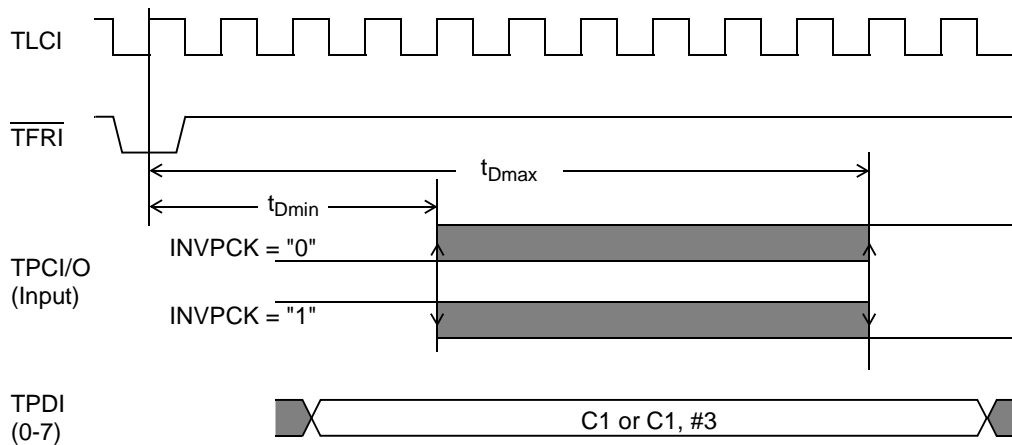 TLCI
TFRI
tDmax
tDmin
INVPCK = "0"
TPCI/O
(Input)
INVPCK = "1"
TPDI
(0-7)
C1 or C1, #3